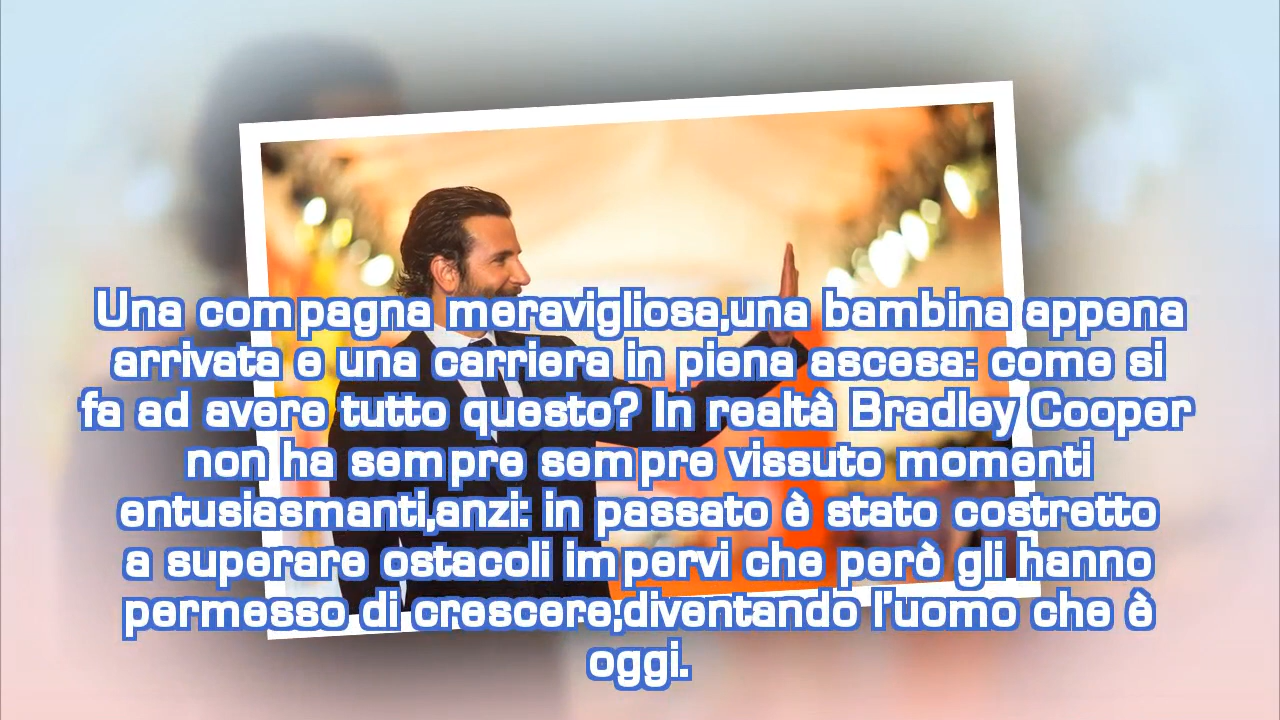 Una compagna meravigliosa,una bambina appena
arrivata e una carriera in piena ascesa: come si
fa ad avere tutto questo? In realtà Bradley Cooper
non ha sempre sempre vissuto momenti
entusiasmanti,anzi: in passato è stato costretto
a superare ostacoli impervi che però gli hanno
permesso di crescere,diventando l'uomo che è
oggi.